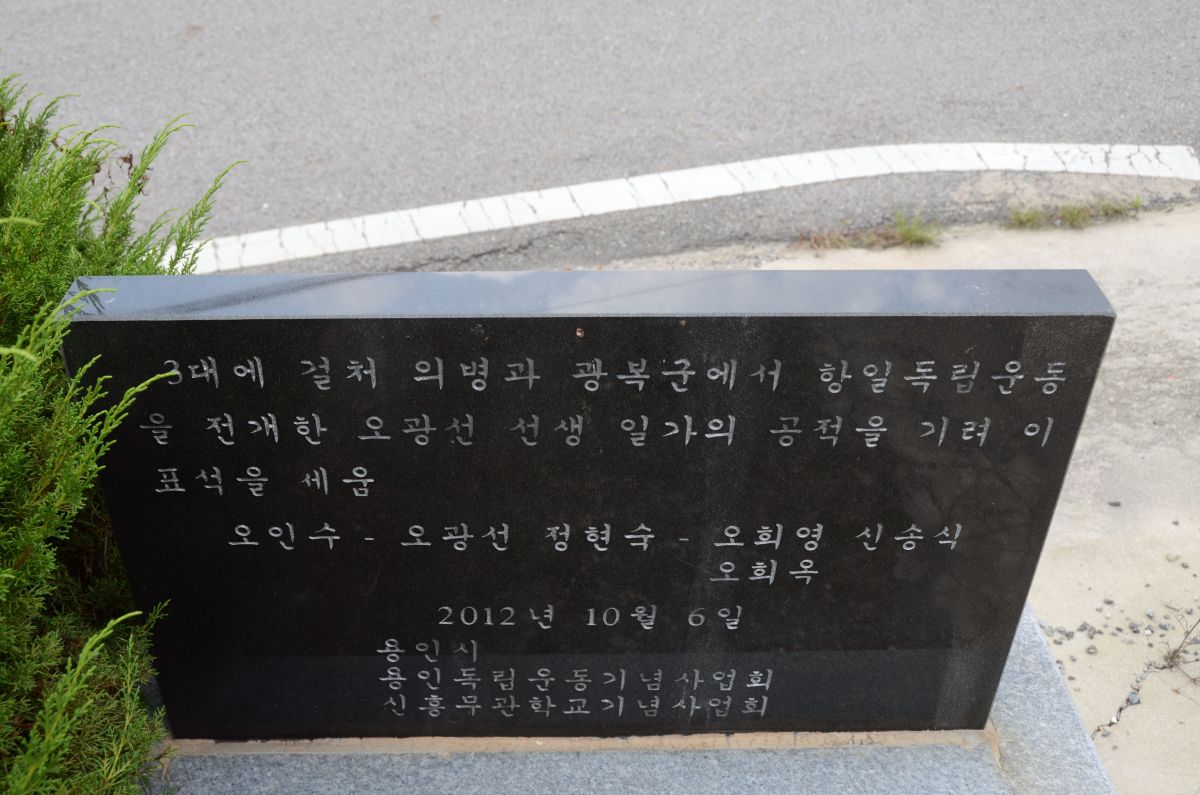 3대에 걸쳐 의병과 광복군에서 항일독립운동
을 전개한 오광선 선생 일가의 공적을 기려 이
표석을 세움
오인수 - 오광선 정현숙 - 오희영 신송식
오희옥
2012년 10월 6일
용인시
용인독립운동기념사업회
신흥무관학교기념사업회